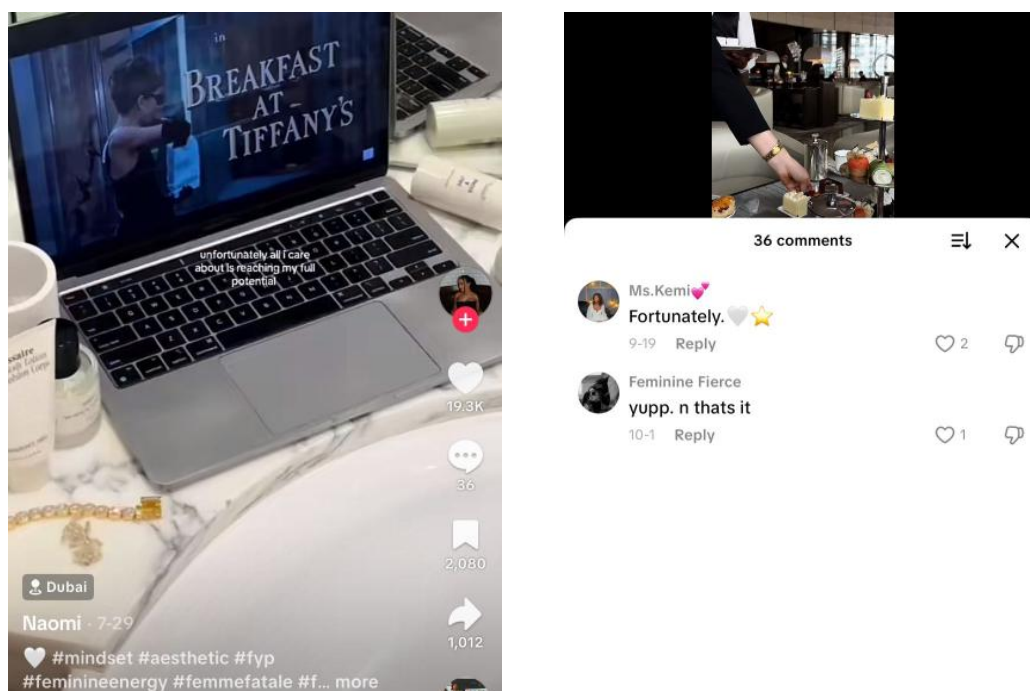 in
BREAKFAST
AT
TIFFANY'S
unfortunately all i care
about is reaching my full
potential
19.3K
36
2,080
1,012
Dubai
Naomi · 7-29
🤍 #mindset #aesthetic #fyp
#feminineenergy #femmefatale #f... more
36 comments
Ms.Kemi💕
Fortunately.🤍⭐
9-19 Reply
2
Feminine Fierce
yupp. n thats it
10-1 Reply
1